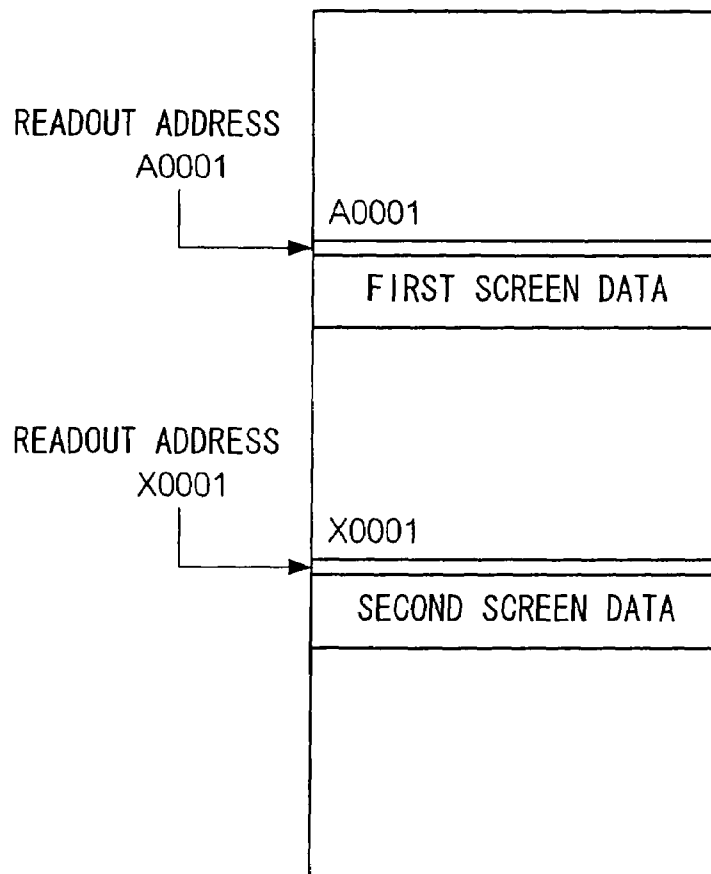 READOUT ADDRESS
A0001
A0001
FIRST SCREEN DATA
READOUT ADDRESS
X0001
X0001
SECOND SCREEN DATA